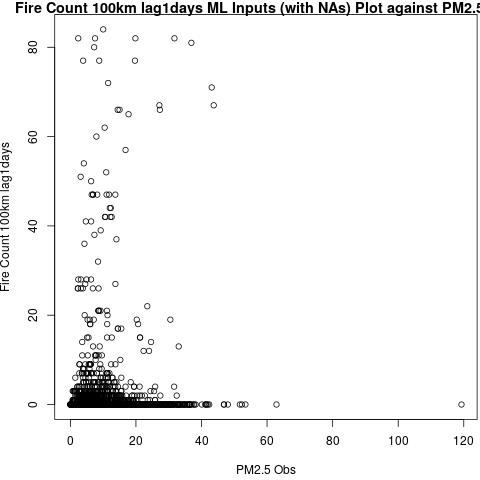 Fire Count 100km lag1days ML Inputs (with NAs) Plot against PM2.5
Fire Count 100km lag1days
80
60
40
20
0
0 20 40 60 80 100 120
PM2.5 Obs